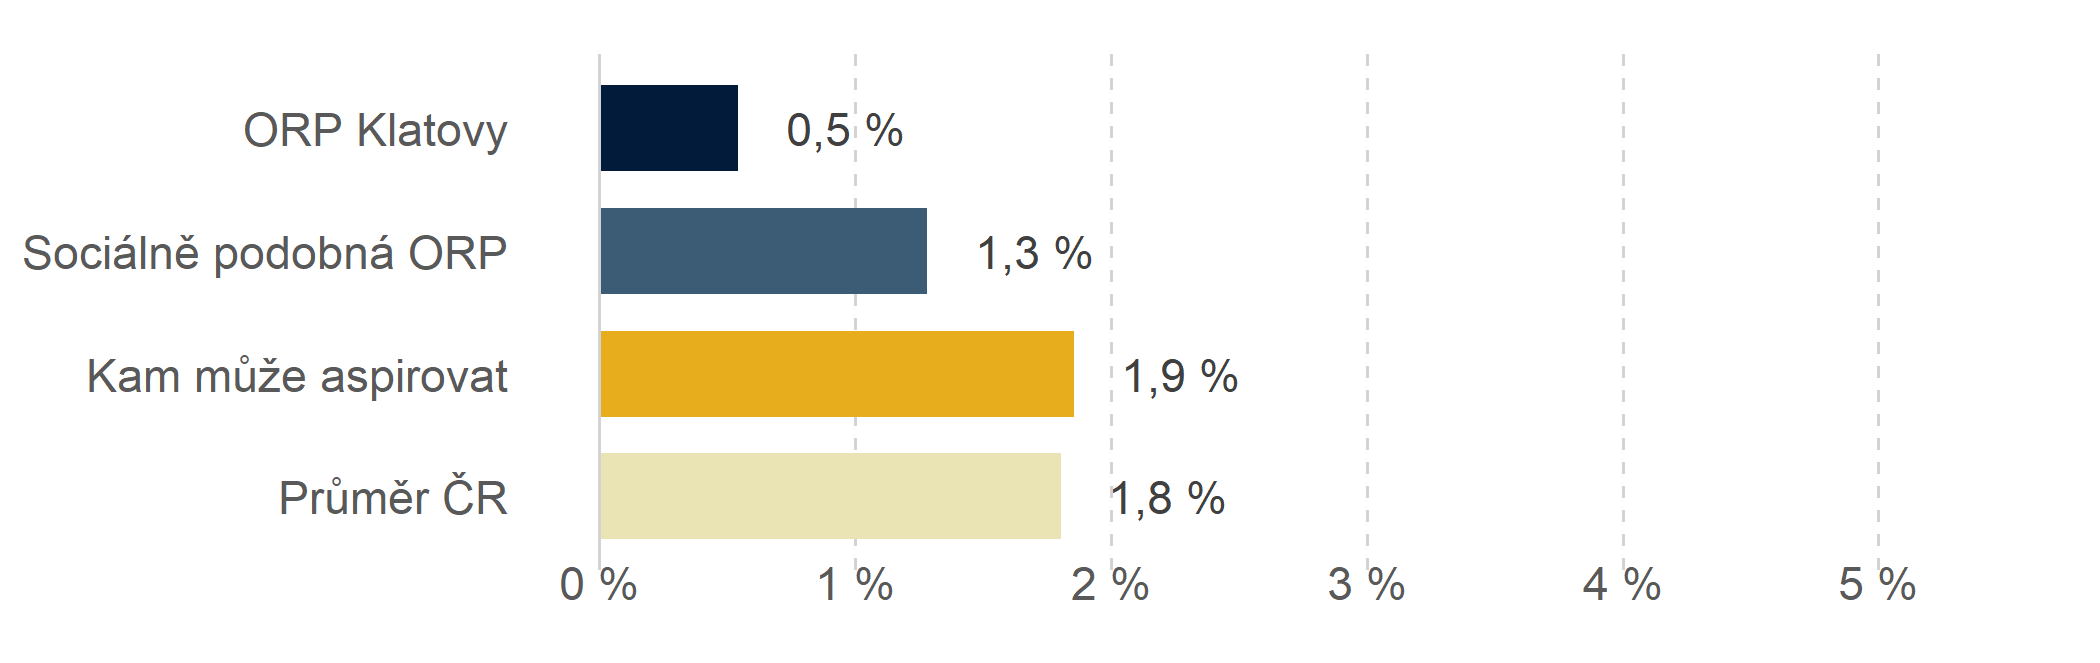 ORP Klatovy 0,5 %
Sociálně podobná ORP 1,3 %
Kam může aspirovat 1,9 %
Průměr ČR 1,8 %
0 % 1 % 2 % 3 % 4 % 5 %